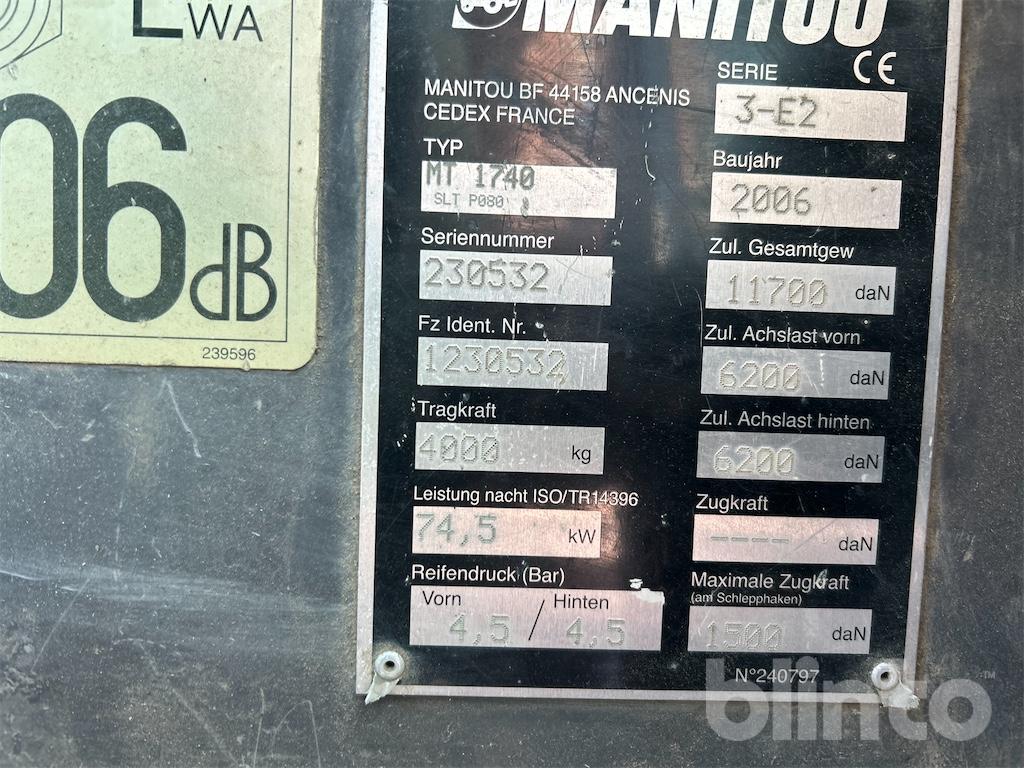 LWA
06 dB
239596
MANITOU
CE
MANITOU BF 44158 ANCENIS
CEDEX FRANCE
TYP
MT 1740
SLT P080
Seriennummer
230532
Fz Ident. Nr.
1230532
Tragkraft
4000 kg
Leistung nacht ISO/TR14396
74,5 kW
Reifendruck (Bar)
Vorn / Hinten
4,5 / 4,5
SERIE
3-E2
Baujahr
2006
Zul. Gesamtgew
11700 daN
Zul. Achslast vorn
6200 daN
Zul. Achslast hinten
6200 daN
Zugkraft
---- daN
Maximale Zugkraft
(am Schlepphaken)
1500 daN
N°240797
blinto™